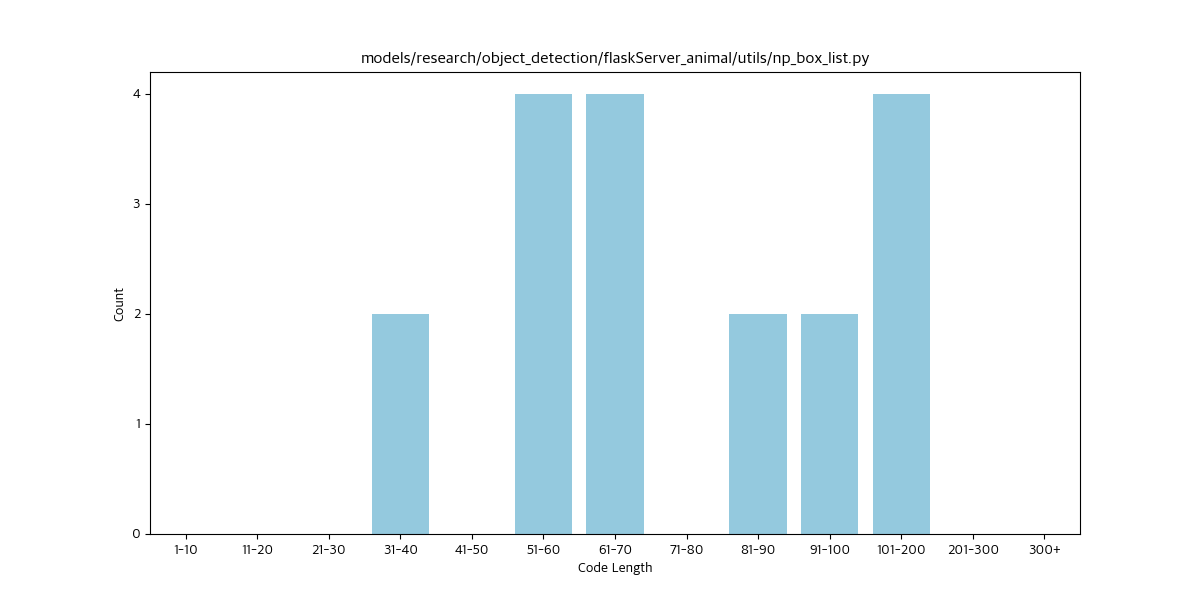 models/research/object_detection/flaskServer_animal/utils/np_box_list.py
4
3
2
1
0
Count
1-10 11-20 21-30 31-40 41-50 51-60 61-70 71-80 81-90 91-100 101-200 201-300 300+
Code Length